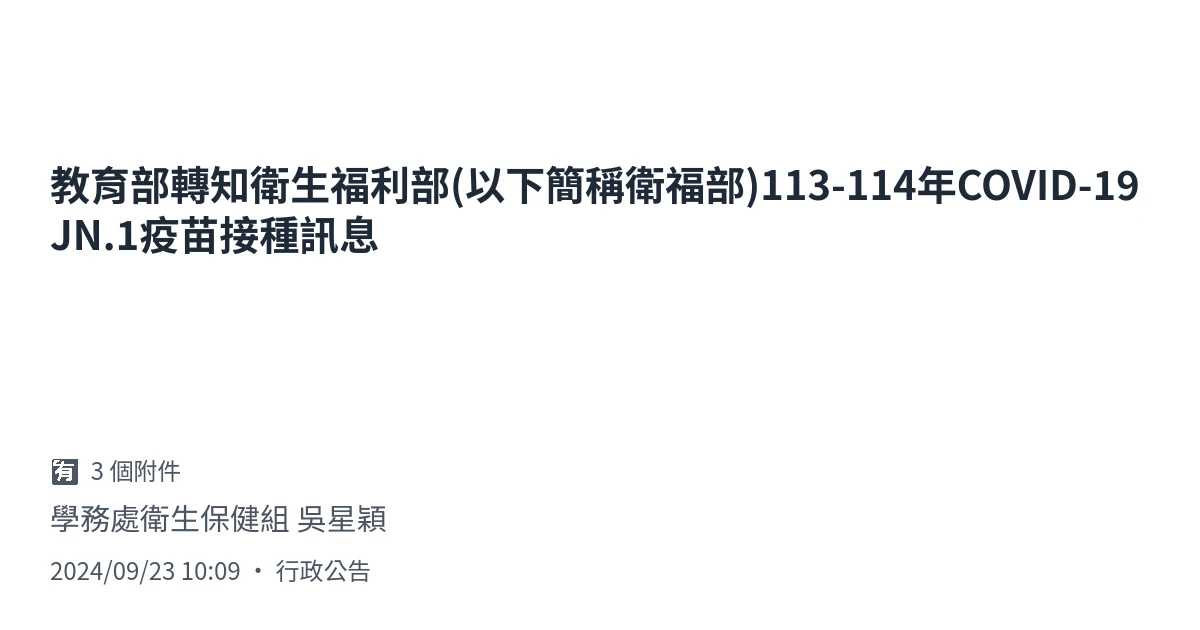 教育部轉知衛生福利部(以下簡稱衛福部)113-114年COVID-19
JN.1疫苗接種訊息
有 3 個附件
學務處衛生保健組 吳星穎
2024/09/23 10:09 • 行政公告